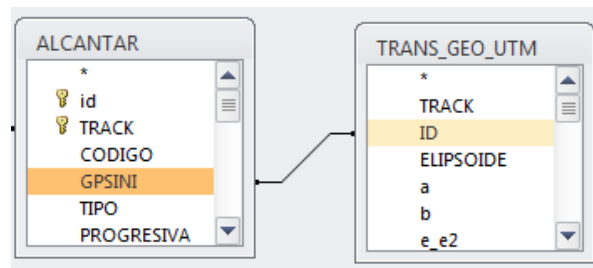 ALCANTAR
*
id
TRACK
CODIGO
GPSINI
TIPO
PROGRESIVA
TRANS_GEO_UTM
*
TRACK
ID
ELIPSOIDE
a
b
e_e2